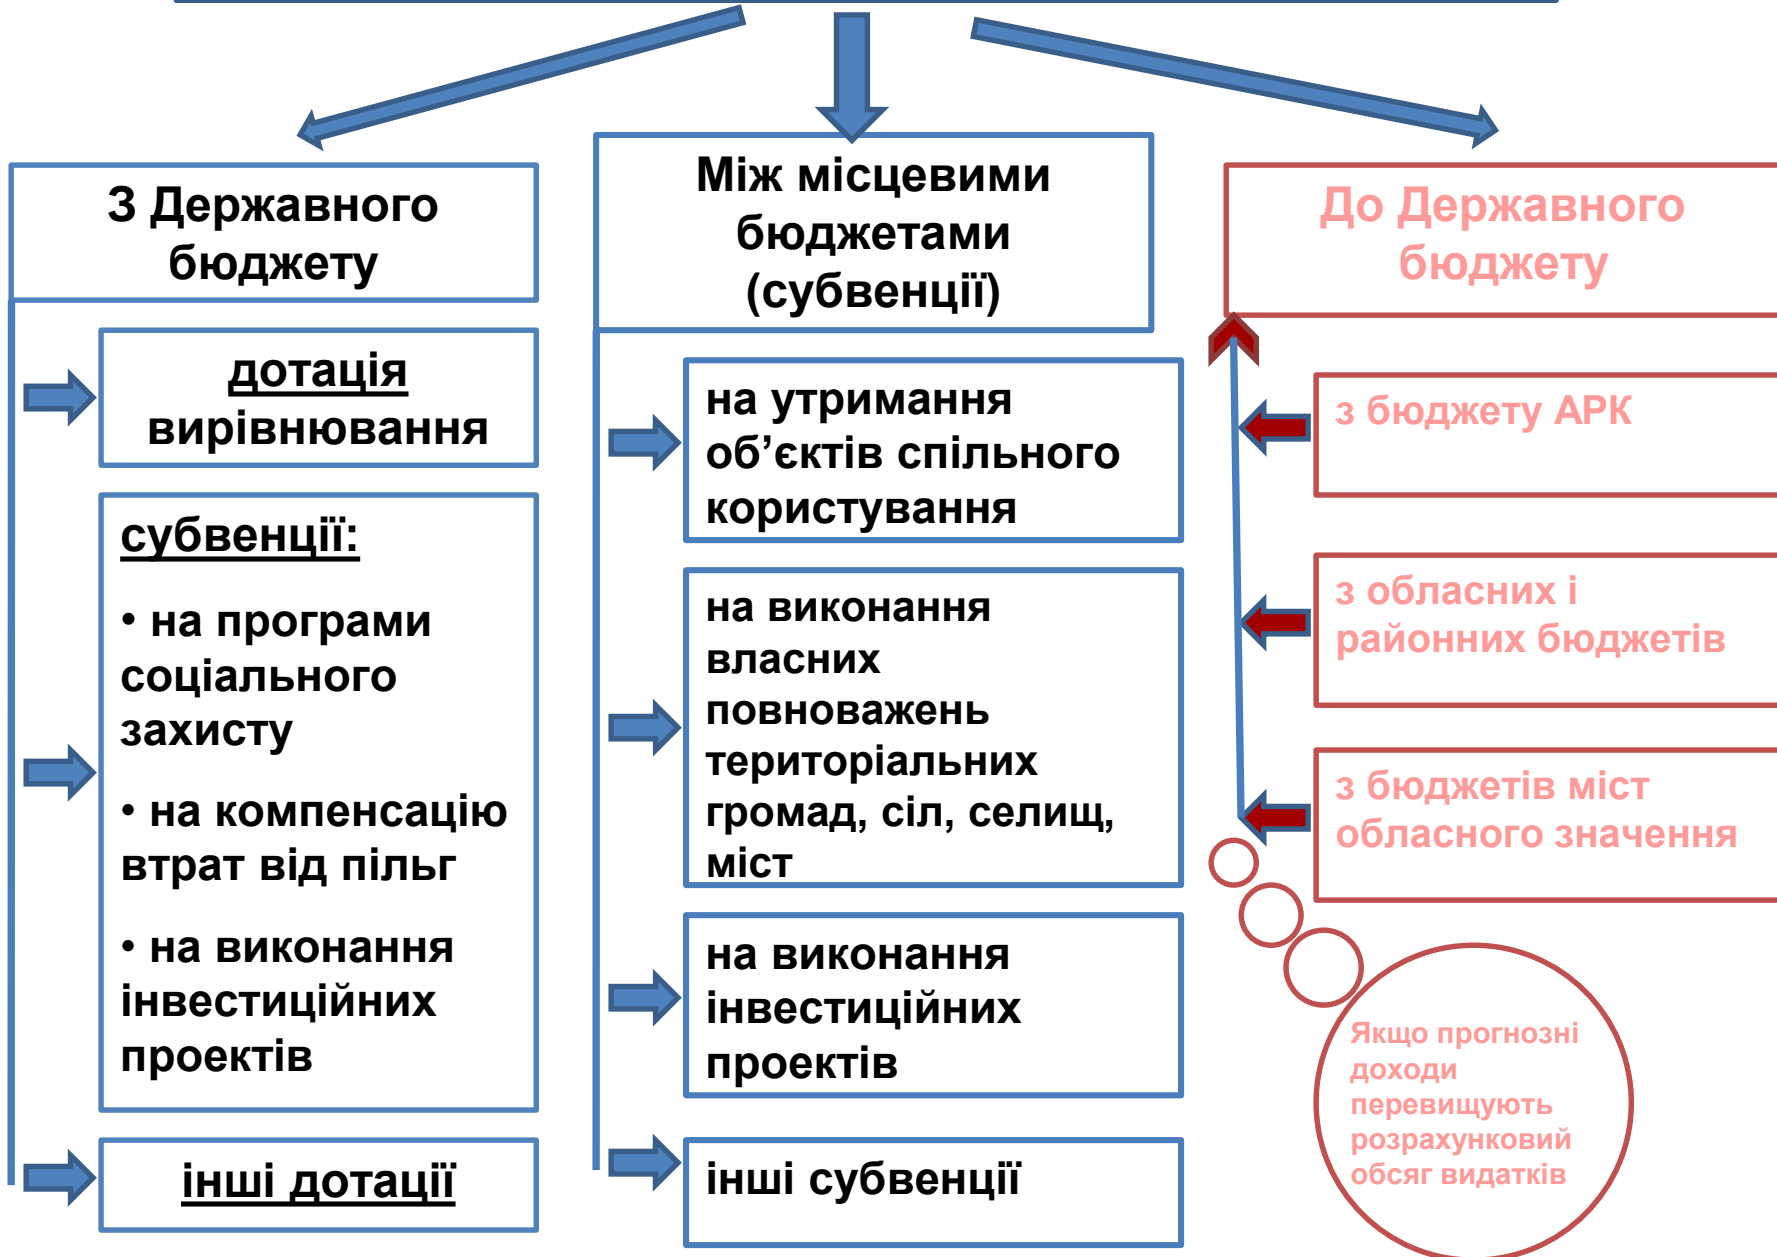 З Державного
бюджету
дотація
вирівнювання
субвенції:
• на програми
соціального
захисту
• на компенсацію
втрат від пільг
• на виконання
інвестиційних
проектів
інші дотації
Між місцевими
бюджетами
(субвенції)
на утримання
об’єктів спільного
користування
на виконання
власних
повноважень
територіальних
громад, сіл, селищ,
міст
на виконання
інвестиційних
проектів
інші субвенції
До Державного
бюджету
з бюджету АРК
з обласних і
районних бюджетів
з бюджетів міст
обласного значення
Якщо прогнозні
доходи
перевищують
розрахунковий
обсяг видатків